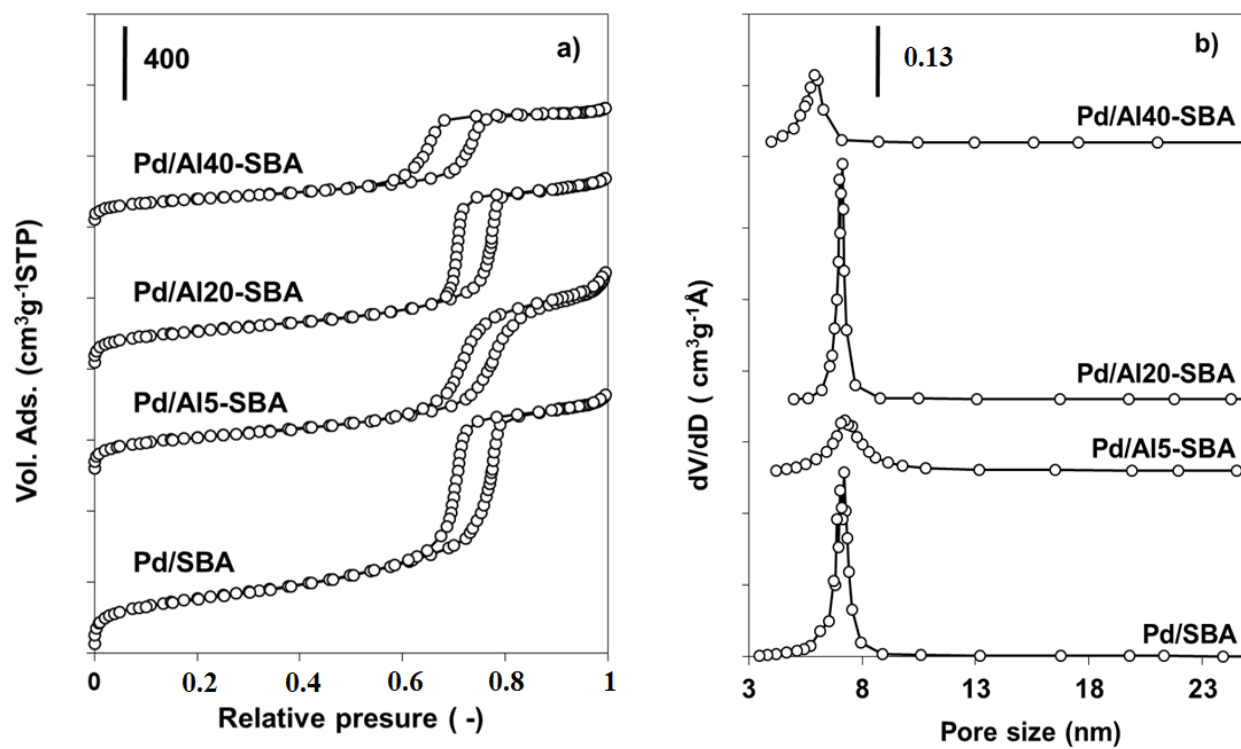 400
a)
Pd/Al40-SBA
Pd/Al20-SBA
Pd/Al5-SBA
Pd/SBA
Vol. Ads. (cm³g⁻¹STP)
0 0.2 0.4 0.6 0.8 1
Relative presure ( -)
0.13
b)
Pd/Al40-SBA
Pd/Al20-SBA
Pd/Al5-SBA
Pd/SBA
dV/dD ( cm³g⁻¹Å)
3 8 13 18 23
Pore size (nm)